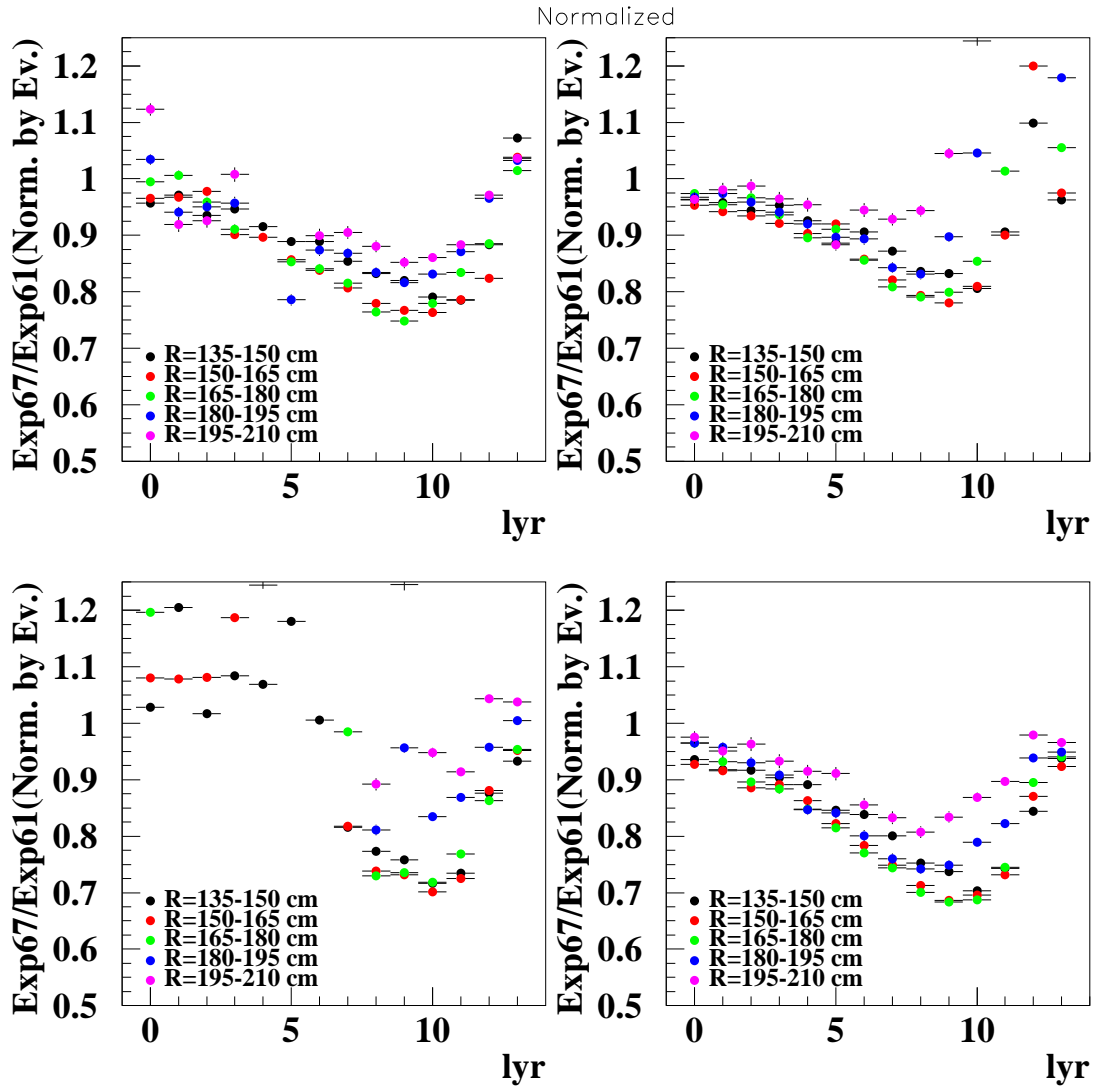 Normalized
Exp67/Exp61(Norm. by Ev.)
1.2
1.1
1
0.9
0.8
0.7
0.6
0.5
R=135-150 cm
R=150-165 cm
R=165-180 cm
R=180-195 cm
R=195-210 cm
0 5 10
lyr
Exp67/Exp61(Norm. by Ev.)
1.2
1.1
1
0.9
0.8
0.7
0.6
0.5
R=135-150 cm
R=150-165 cm
R=165-180 cm
R=180-195 cm
R=195-210 cm
0 5 10
lyr
Exp67/Exp61(Norm. by Ev.)
1.2
1.1
1
0.9
0.8
0.7
0.6
0.5
R=135-150 cm
R=150-165 cm
R=165-180 cm
R=180-195 cm
R=195-210 cm
0 5 10
lyr
Exp67/Exp61(Norm. by Ev.)
1.2
1.1
1
0.9
0.8
0.7
0.6
0.5
R=135-150 cm
R=150-165 cm
R=165-180 cm
R=180-195 cm
R=195-210 cm
0 5 10
lyr